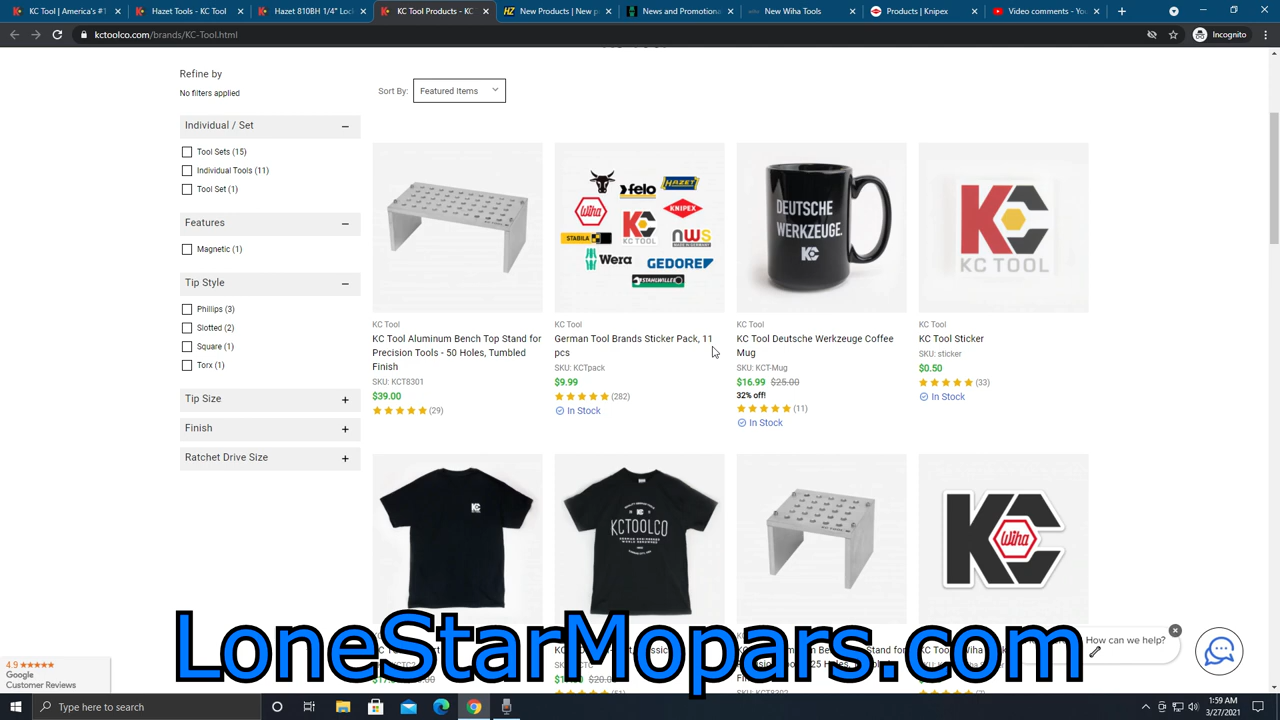 KC Tool | America's #1
Hazet - KC Tool
Hazet 810BH 1/4" Lock
KC Tool Products - KC
HAZET New products
News and Promotions
New Wiha Tools
Products | Knipex
Video comments - You
kctoolco.com/brands/KC-Tool.html
Incognito
Refine by
No filters applied
Sort By:
Featured Items
Individual / Set
Tool Sets (15)
Individual Tools (11)
Tool Set (1)
Features
Magnetic (1)
Tip Style
Phillips (3)
Slotted (2)
Square (1)
Torx (1)
Tip Size
Finish
Ratchet Drive Size
felo
HAZET
Wiha
KC TOOL
KNIPEX
STABILA
NWS
MADE IN GERMANY
Wera
GEDORE
STAHLWILLE
DEUTSCHE
WERKZEUGE.
KC
KC TOOL
KC Tool
KC Tool Aluminum Bench Top Stand for
Precision Tools - 50 Holes, Tumbled
Finish
SKU: KCT8301
$39.00
(29)
KC Tool
German Tool Brands Sticker Pack, 11
pcs
SKU: KCTpack
$9.99
(282)
In Stock
KC Tool
KC Tool Deutsche Werkzeuge Coffee
Mug
SKU: KCT-Mug
$16.99 $25.00
32% off!
(11)
In Stock
KC Tool
KC Tool Sticker
SKU: sticker
$0.50
(33)
In Stock
KC
KCTOOLCO
KC
Wiha
LoneStarMopars.com
How can we help?
4.9
Google
Customer Reviews
Type here to search
1:59 AM
3/27/2021